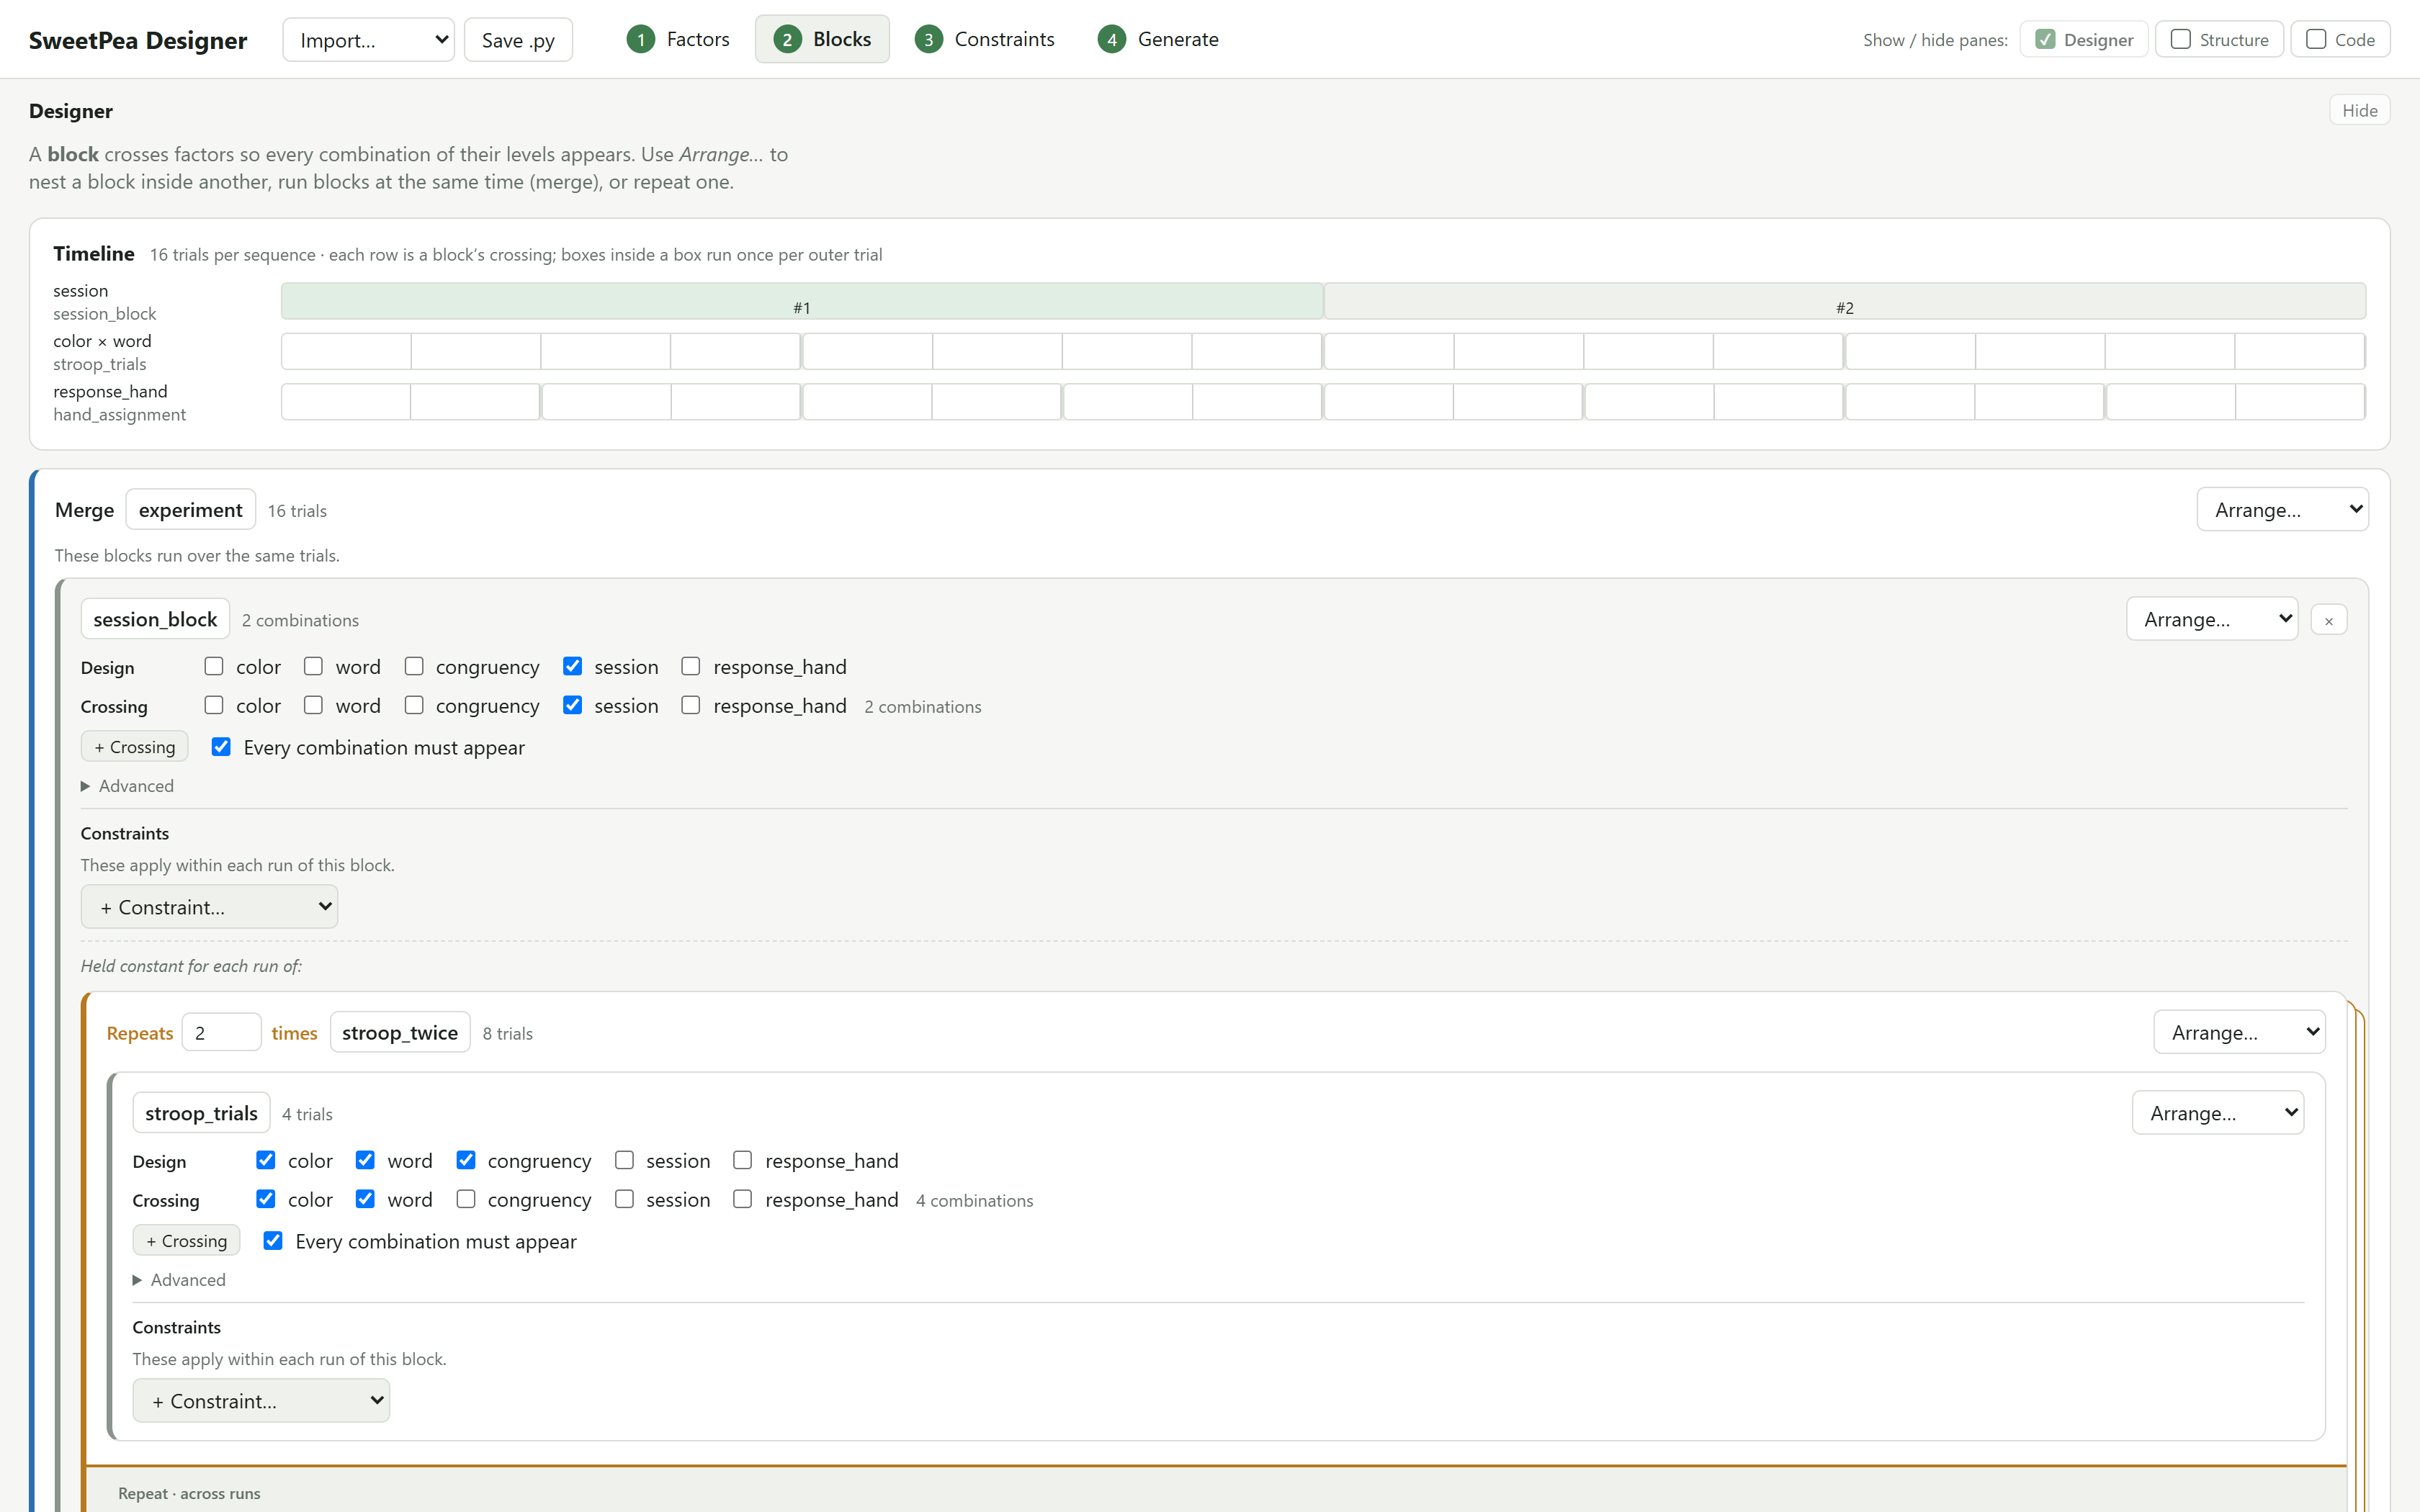 SweetPea Designer Import... Save .py 1 Factors 2 Blocks 3 Constraints 4 Generate Show / hide panes: Designer Structure Code
Designer Hide
A block crosses factors so every combination of their levels appears. Use Arrange... to
nest a block inside another, run blocks at the same time (merge), or repeat one.
Timeline 16 trials per sequence · each row is a block’s crossing; boxes inside a box run once per outer trial
session
session_block
#1 #2
color × word
stroop_trials
response_hand
hand_assignment
Merge experiment 16 trials Arrange...
These blocks run over the same trials.
session_block 2 combinations Arrange... ×
Design color word congruency session response_hand
Crossing color word congruency session response_hand 2 combinations
+ Crossing Every combination must appear
Advanced
Constraints
These apply within each run of this block.
+ Constraint...
Held constant for each run of:
Repeats 2 times stroop_twice 8 trials Arrange...
stroop_trials 4 trials Arrange...
Design color word congruency session response_hand
Crossing color word congruency session response_hand 4 combinations
+ Crossing Every combination must appear
Advanced
Constraints
These apply within each run of this block.
+ Constraint...
Repeat · across runs